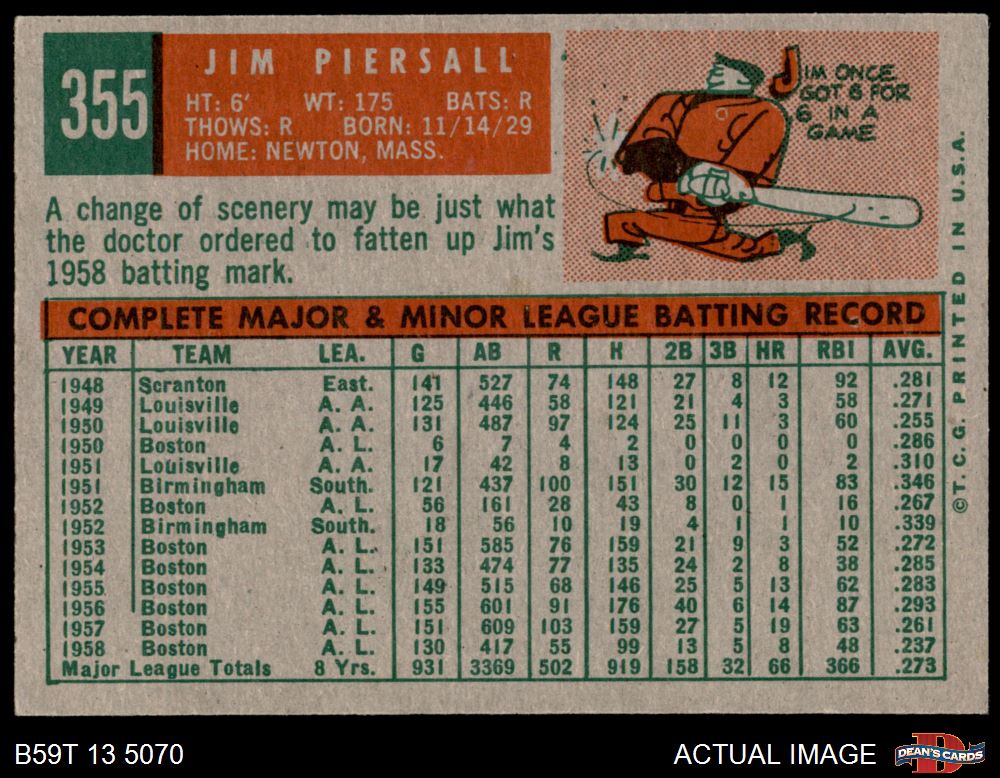 355
JIM PIERSALL
HT: 6' WT: 175 BATS: R
THOWS: R BORN: 11/14/29
HOME: NEWTON, MASS.
JIM ONCE
GOT 6 FOR
6 IN A
GAME
A change of scenery may be just what
the doctor ordered to fatten up Jim's
1958 batting mark.
COMPLETE MAJOR & MINOR LEAGUE BATTING RECORD
YEAR TEAM LEA. G AB R H 2B 3B HR RBI AVG.
1948 Scranton East. 141 527 74 148 27 8 12 92 .281
1949 Louisville A. A. 125 446 58 121 21 4 3 58 .271
1950 Louisville A. A. 131 487 97 124 25 11 3 60 .255
1950 Boston A. L. 6 7 4 2 0 0 0 0 .286
1951 Louisville A. A. 17 42 8 13 0 2 0 2 .310
1951 Birmingham South. 121 437 100 151 30 12 15 83 .346
1952 Boston A. L. 56 161 28 43 8 0 1 16 .267
1952 Birmingham South. 18 56 10 19 4 1 1 10 .339
1953 Boston A. L. 151 585 76 159 21 9 3 52 .272
1954 Boston A. L. 133 474 77 135 24 2 8 38 .285
1955 Boston A. L. 149 515 68 146 25 5 13 62 .283
1956 Boston A. L. 155 601 91 176 40 6 14 87 .293
1957 Boston A. L. 151 609 103 159 27 5 19 63 .261
1958 Boston A. L. 130 417 55 99 13 5 8 48 .237
Major League Totals 8 Yrs. 931 3369 502 919 158 32 66 366 .273
© T. C. G. PRINTED IN U.S.A.
B59T 13 5070
ACTUAL IMAGE
DEAN'S CARDS